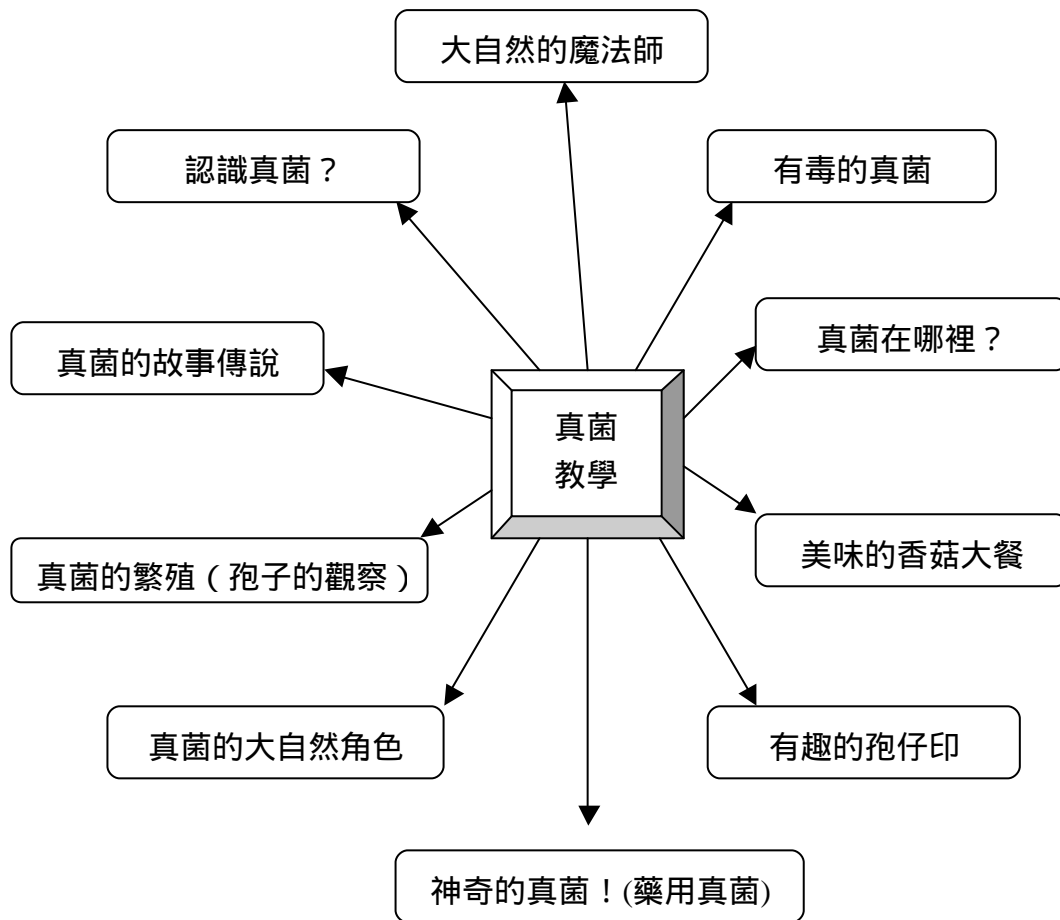 大自然的魔法師
認識真菌？
有毒的真菌
真菌在哪裡？
真菌的故事傳說
真菌
教學
美味的香菇大餐
真菌的繁殖（孢子的觀察）
真菌的大自然角色
有趣的孢仔印
神奇的真菌！(藥用真菌)